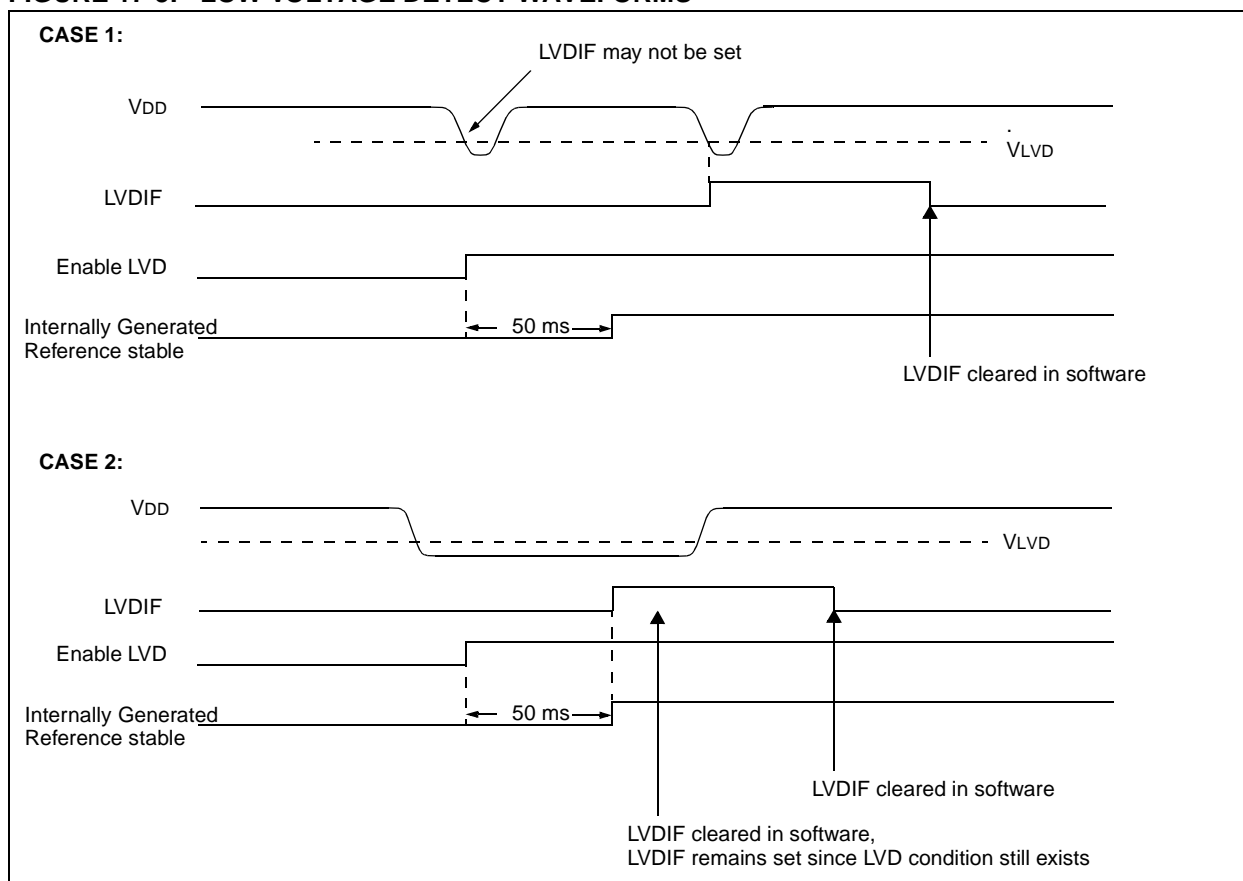 FIGURE LOW VOLTAGE DETECT WAVEFORMS
CASE 1:
LVDIF may not be set
VDD
.
VLVD
LVDIF
Enable LVD
50 ms
Internally Generated
Reference stable
LVDIF cleared in software
CASE 2:
VDD
VLVD
LVDIF
Enable LVD
50 ms
Internally Generated
Reference stable
LVDIF cleared in software
LVDIF cleared in software,
LVDIF remains set since LVD condition still exists